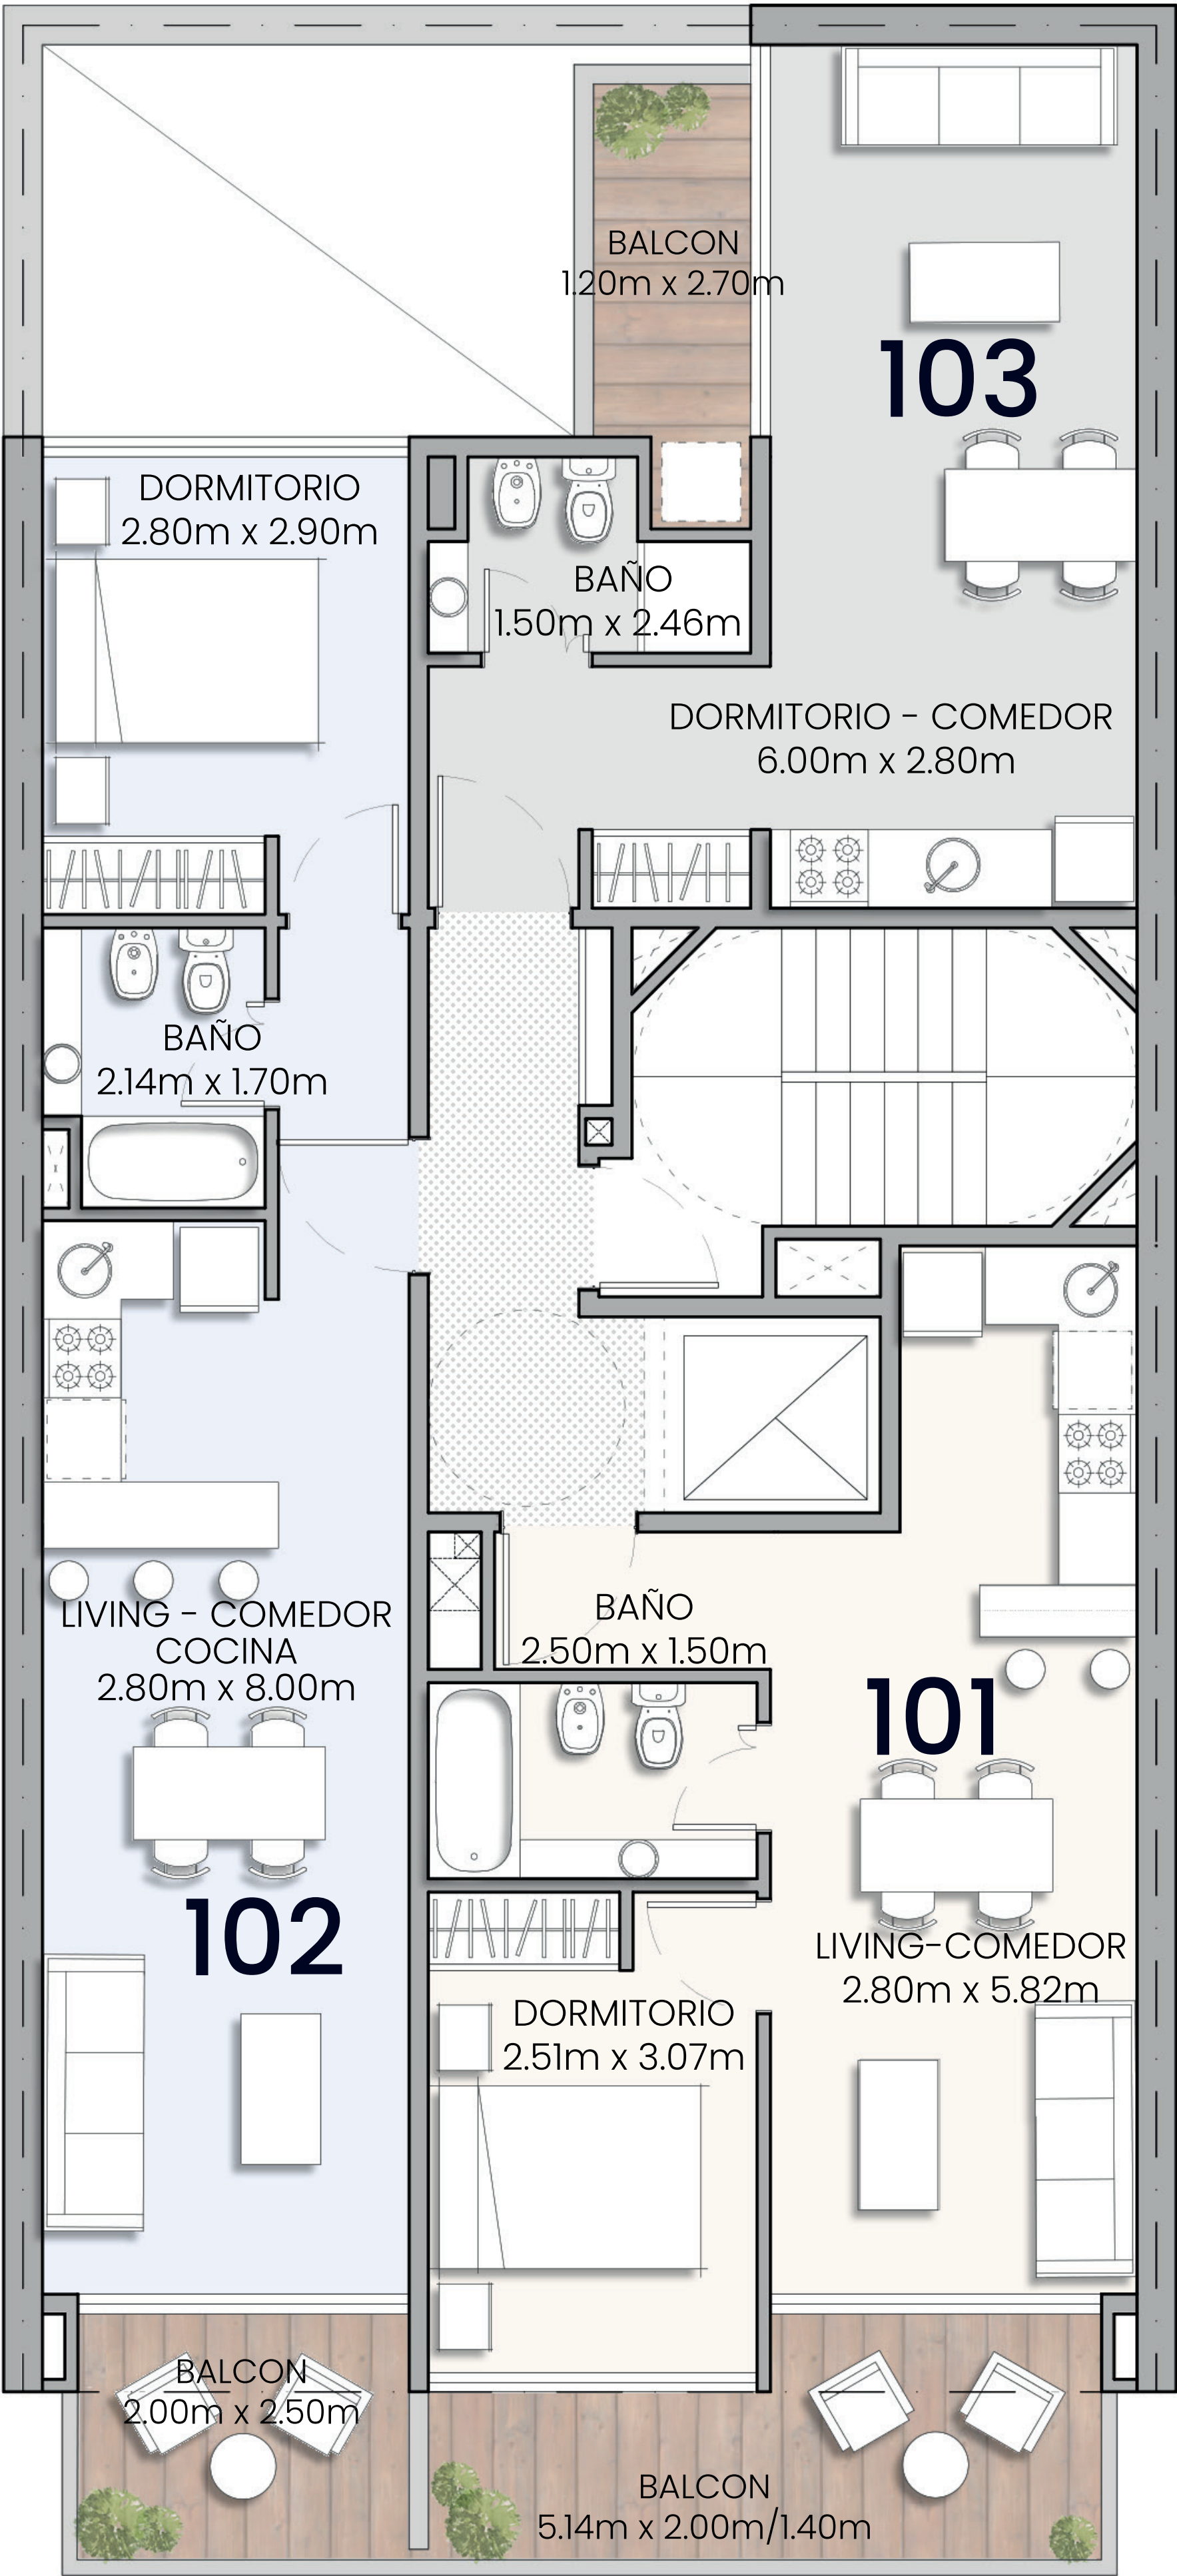 BALCON
1.20m x 2.70m
103
DORMITORIO
2.80m x 2.90m
BAÑO
1.50m x 2.46m
DORMITORIO - COMEDOR
6.00m x 2.80m
BAÑO
2.14m x 1.70m
BAÑO
2.50m x 1.50m
LIVING - COMEDOR
COCINA
2.80m x 8.00m
101
102
LIVING-COMEDOR
2.80m x 5.82m
DORMITORIO
2.51m x 3.07m
BALCON
2.00m x 2.50m
BALCON
5.14m x 2.00m/1.40m